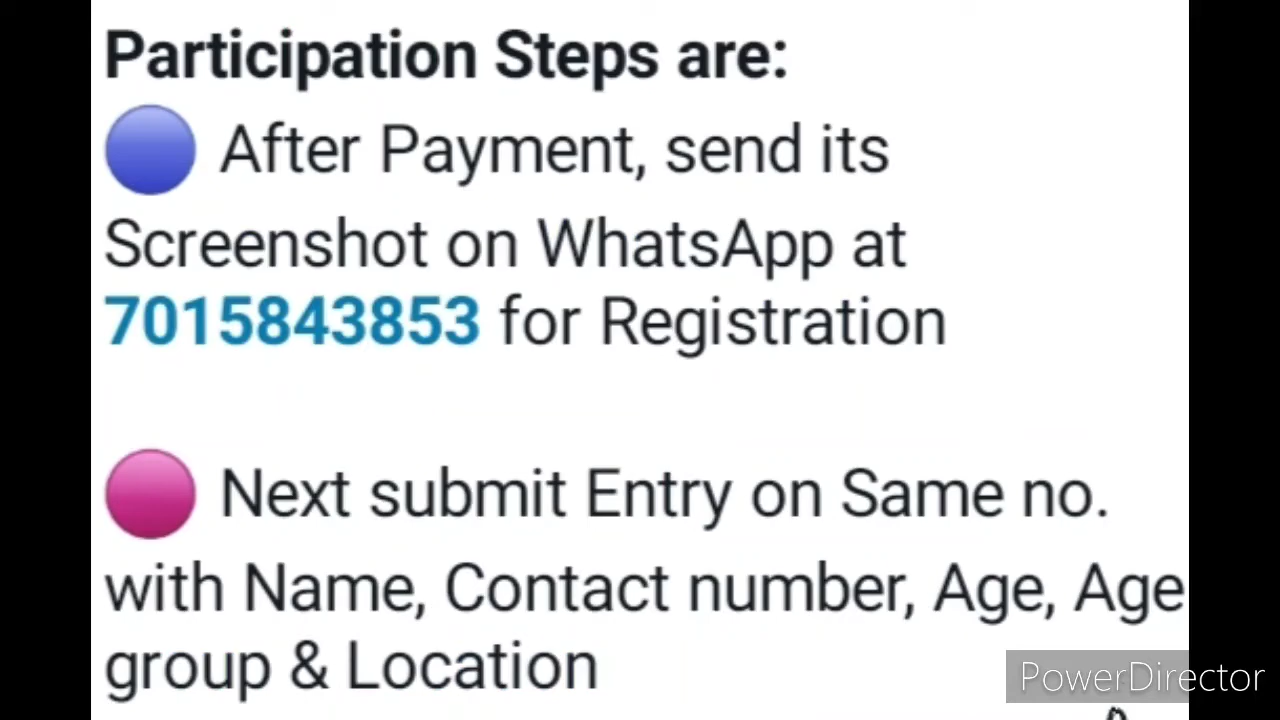 Participation Steps are:
After Payment, send its
Screenshot on WhatsApp at
7015843853 for Registration
Next submit Entry on Same no.
with Name, Contact number, Age, Age
group & Location
PowerDirector